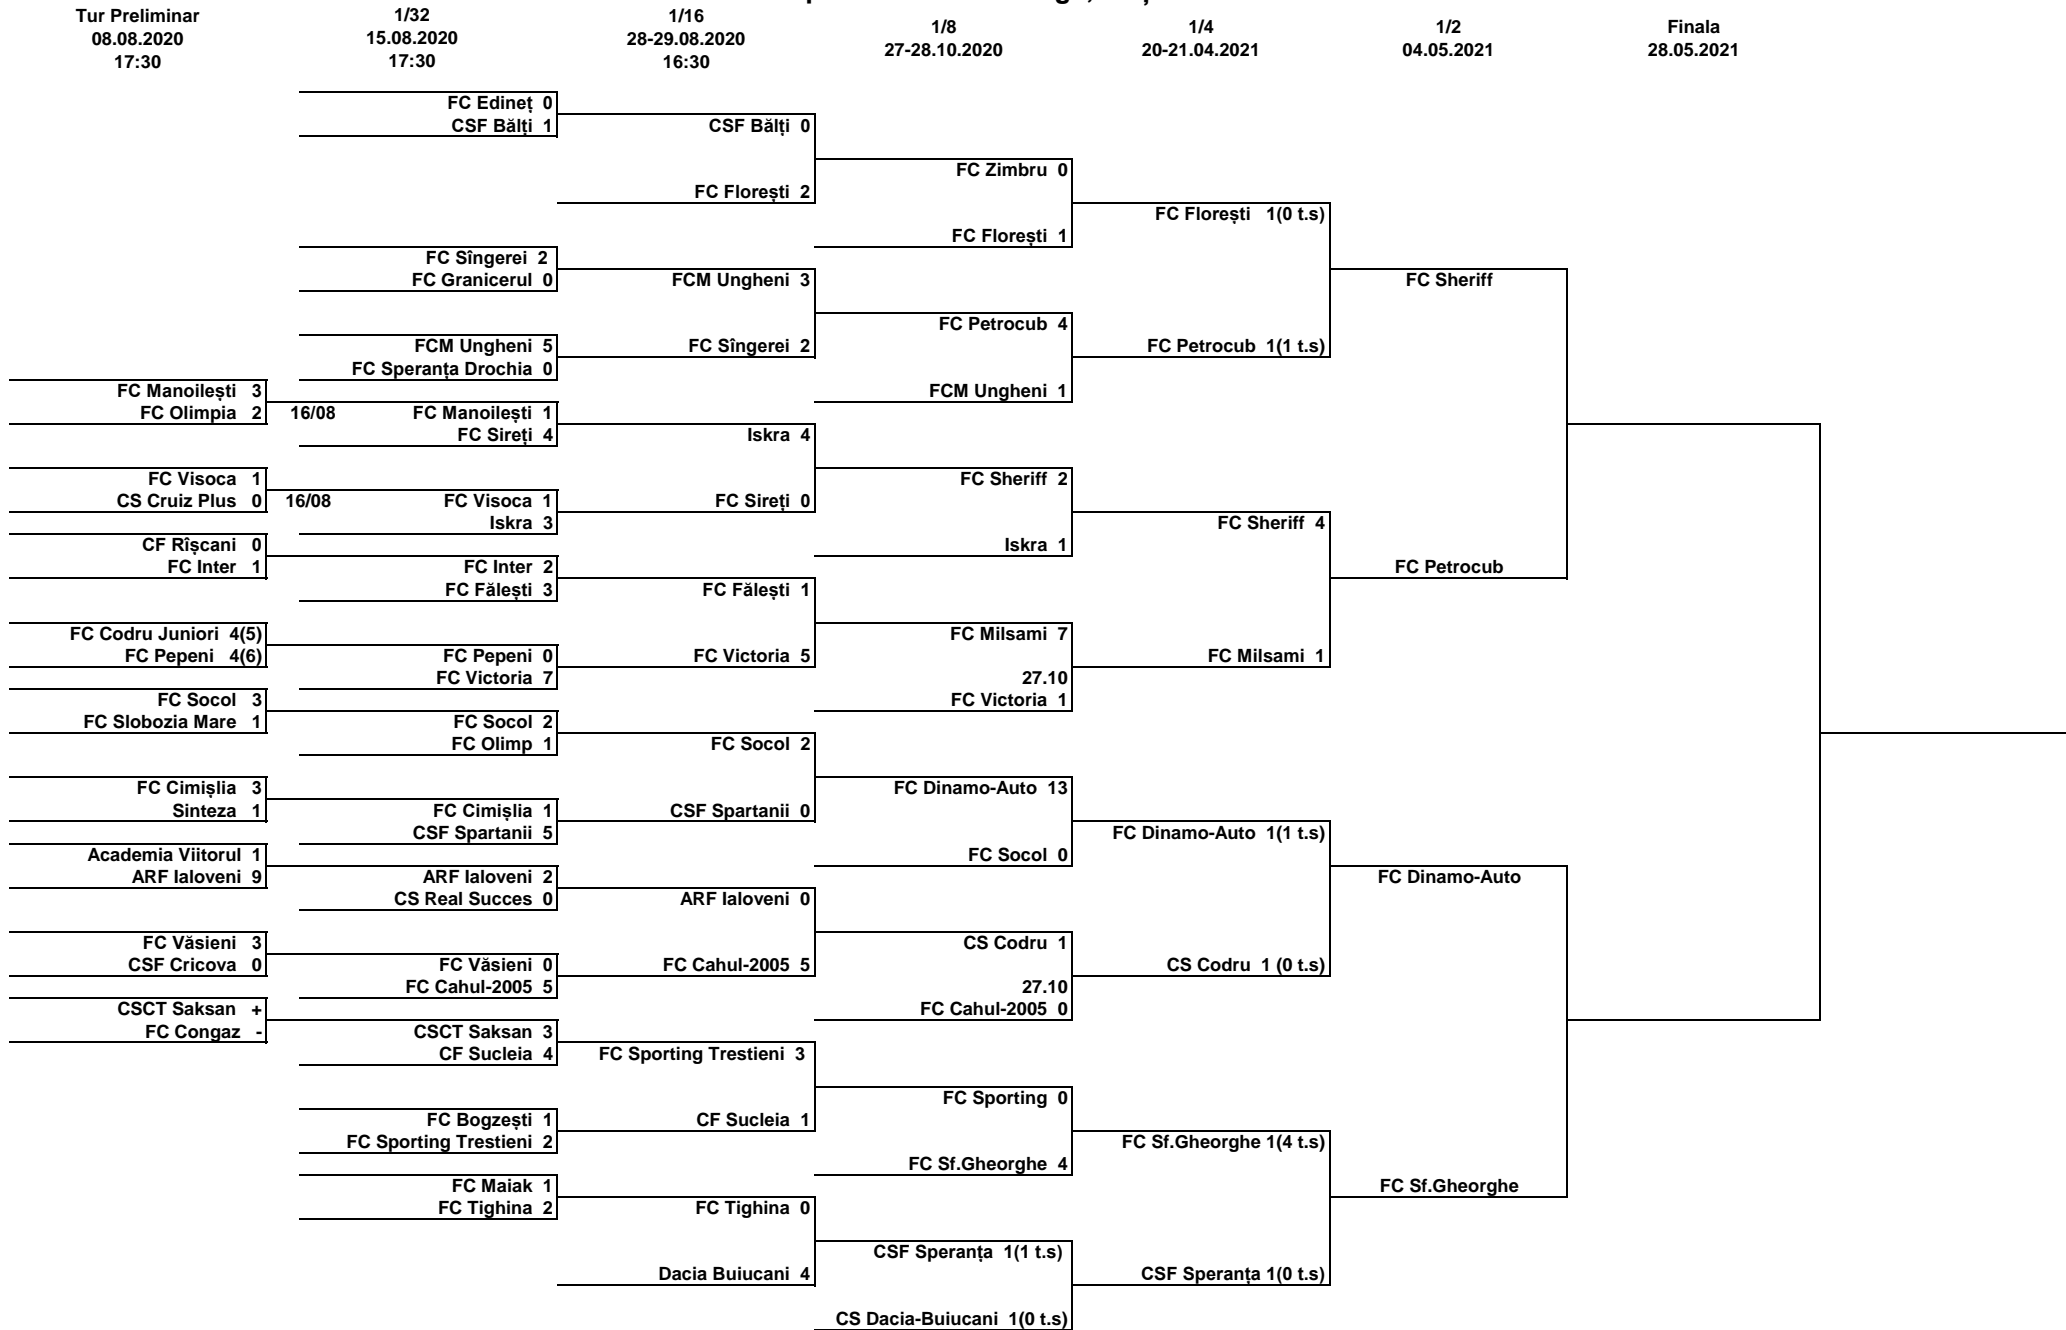 Tur Preliminar
08.08.2020
17:30
1/32
15.08.2020
17:30
1/16
28-29.08.2020
16:30
1/8
27-28.10.2020
1/4
20-21.04.2021
1/2
04.05.2021
Finala
28.05.2021
FC Manoilești 3
FC Olimpia 2
FC Visoca 1
CS Cruiz Plus 0
CF Rîșcani 0
FC Inter 1
FC Codru Juniori 4(5)
FC Pepeni 4(6)
FC Socol 3
FC Slobozia Mare 1
FC Cimișlia 3
Sinteza 1
Academia Viitorul 1
ARF Ialoveni 9
FC Văsieni 3
CSF Cricova 0
CSCT Saksan +
FC Congaz -
FC Edineț 0
CSF Bălți 1
FC Sîngerei 2
FC Granicerul 0
FCM Ungheni 5
FC Speranța Drochia 0
16/08 FC Manoilești 1
FC Sireți 4
16/08 FC Visoca 1
Iskra 3
FC Inter 2
FC Fălești 3
FC Pepeni 0
FC Victoria 7
FC Socol 2
FC Olimp 1
FC Cimișlia 1
CSF Spartanii 5
ARF Ialoveni 2
CS Real Succes 0
FC Văsieni 0
FC Cahul-2005 5
CSCT Saksan 3
CF Sucleia 4
FC Bogzești 1
FC Sporting Trestieni 2
FC Maiak 1
FC Tighina 2
CSF Bălți 0
FC Florești 2
FCM Ungheni 3
FC Sîngerei 2
Iskra 4
FC Sireți 0
FC Fălești 1
FC Victoria 5
FC Socol 2
CSF Spartanii 0
ARF Ialoveni 0
FC Cahul-2005 5
FC Sporting Trestieni 3
CF Sucleia 1
FC Tighina 0
Dacia Buiucani 4
FC Zimbru 0
FC Florești 1
FC Petrocub 4
FCM Ungheni 1
FC Sheriff 2
Iskra 1
FC Milsami 7
27.10
FC Victoria 1
FC Dinamo-Auto 13
FC Socol 0
CS Codru 1
27.10
FC Cahul-2005 0
FC Sporting 0
FC Sf.Gheorghe 4
CSF Speranța 1(1 t.s)
CS Dacia-Buiucani 1(0 t.s)
FC Florești 1(0 t.s)
FC Petrocub 1(1 t.s)
FC Sheriff 4
FC Milsami 1
FC Dinamo-Auto 1(1 t.s)
CS Codru 1 (0 t.s)
FC Sf.Gheorghe 1(4 t.s)
CSF Speranța 1(0 t.s)
FC Sheriff
FC Petrocub
FC Dinamo-Auto
FC Sf.Gheorghe